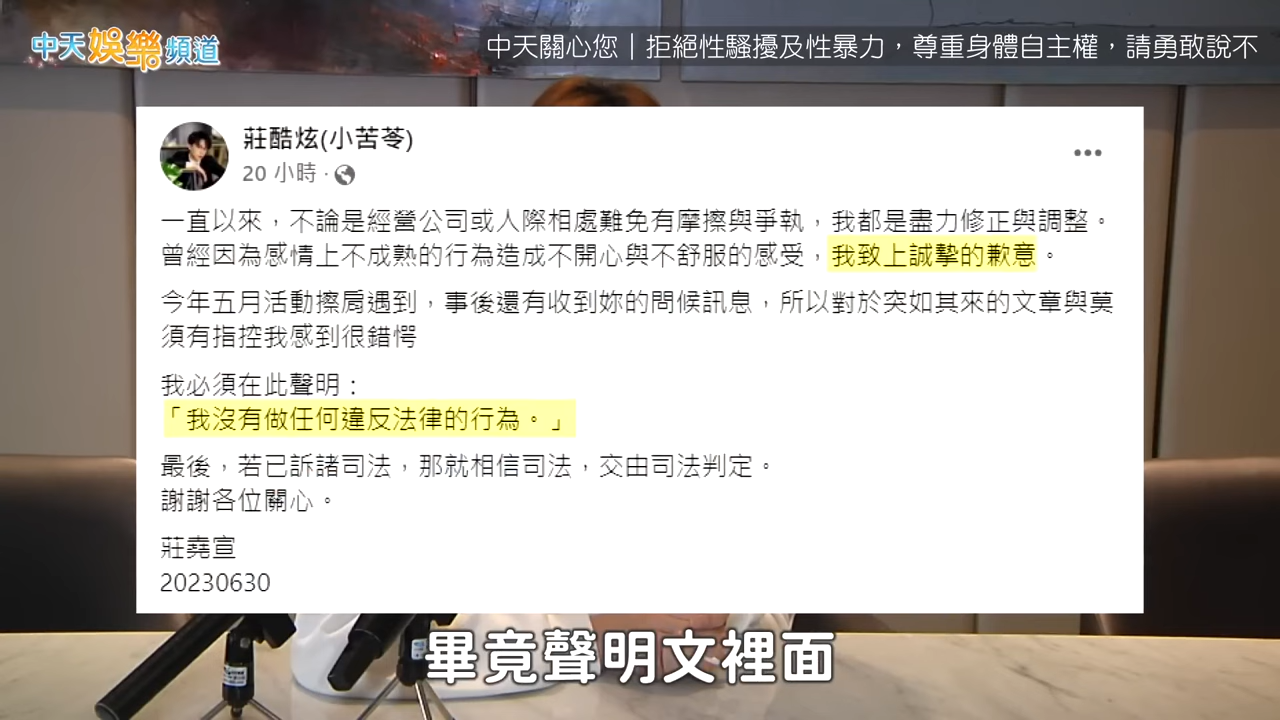 中天娛樂頻道
中天關心您｜拒絕性騷擾及性暴力，尊重身體自主權，請勇敢說不
莊酷炫(小苦苓)
20 小時 ·
一直以來，不論是經營公司或人際相處難免有摩擦與爭執，我都是盡力修正與調整。
曾經因為感情上不成熟的行為造成不開心與不舒服的感受，我致上誠摯的歉意。
今年五月活動擦肩遇到，事後還有收到妳的問候訊息，所以對於突如其來的文章與莫
須有指控我感到很錯愕
我必須在此聲明：
「我沒有做任何違反法律的行為。」
最後，若已訴諸司法，那就相信司法，交由司法判定。
謝謝各位關心。
莊堯宣
20230630
畢竟聲明文裡面